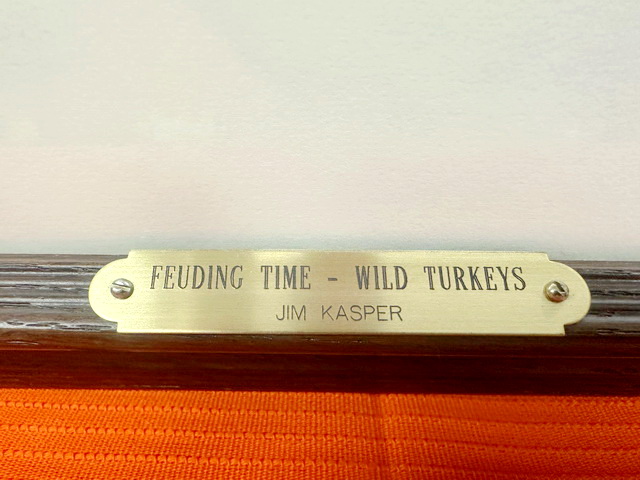 FEUDING TIME - WILD TURKEYS
JIM KASPER